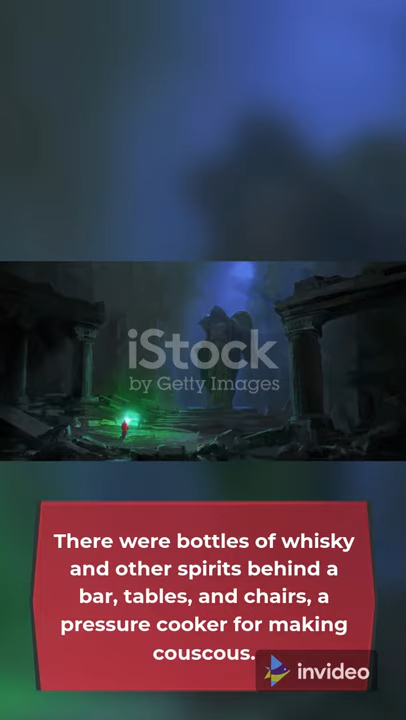 iStock
by Getty Images
There were bottles of whisky
and other spirits behind a
bar, tables, and chairs, a
pressure cooker for making
couscous.
invideo